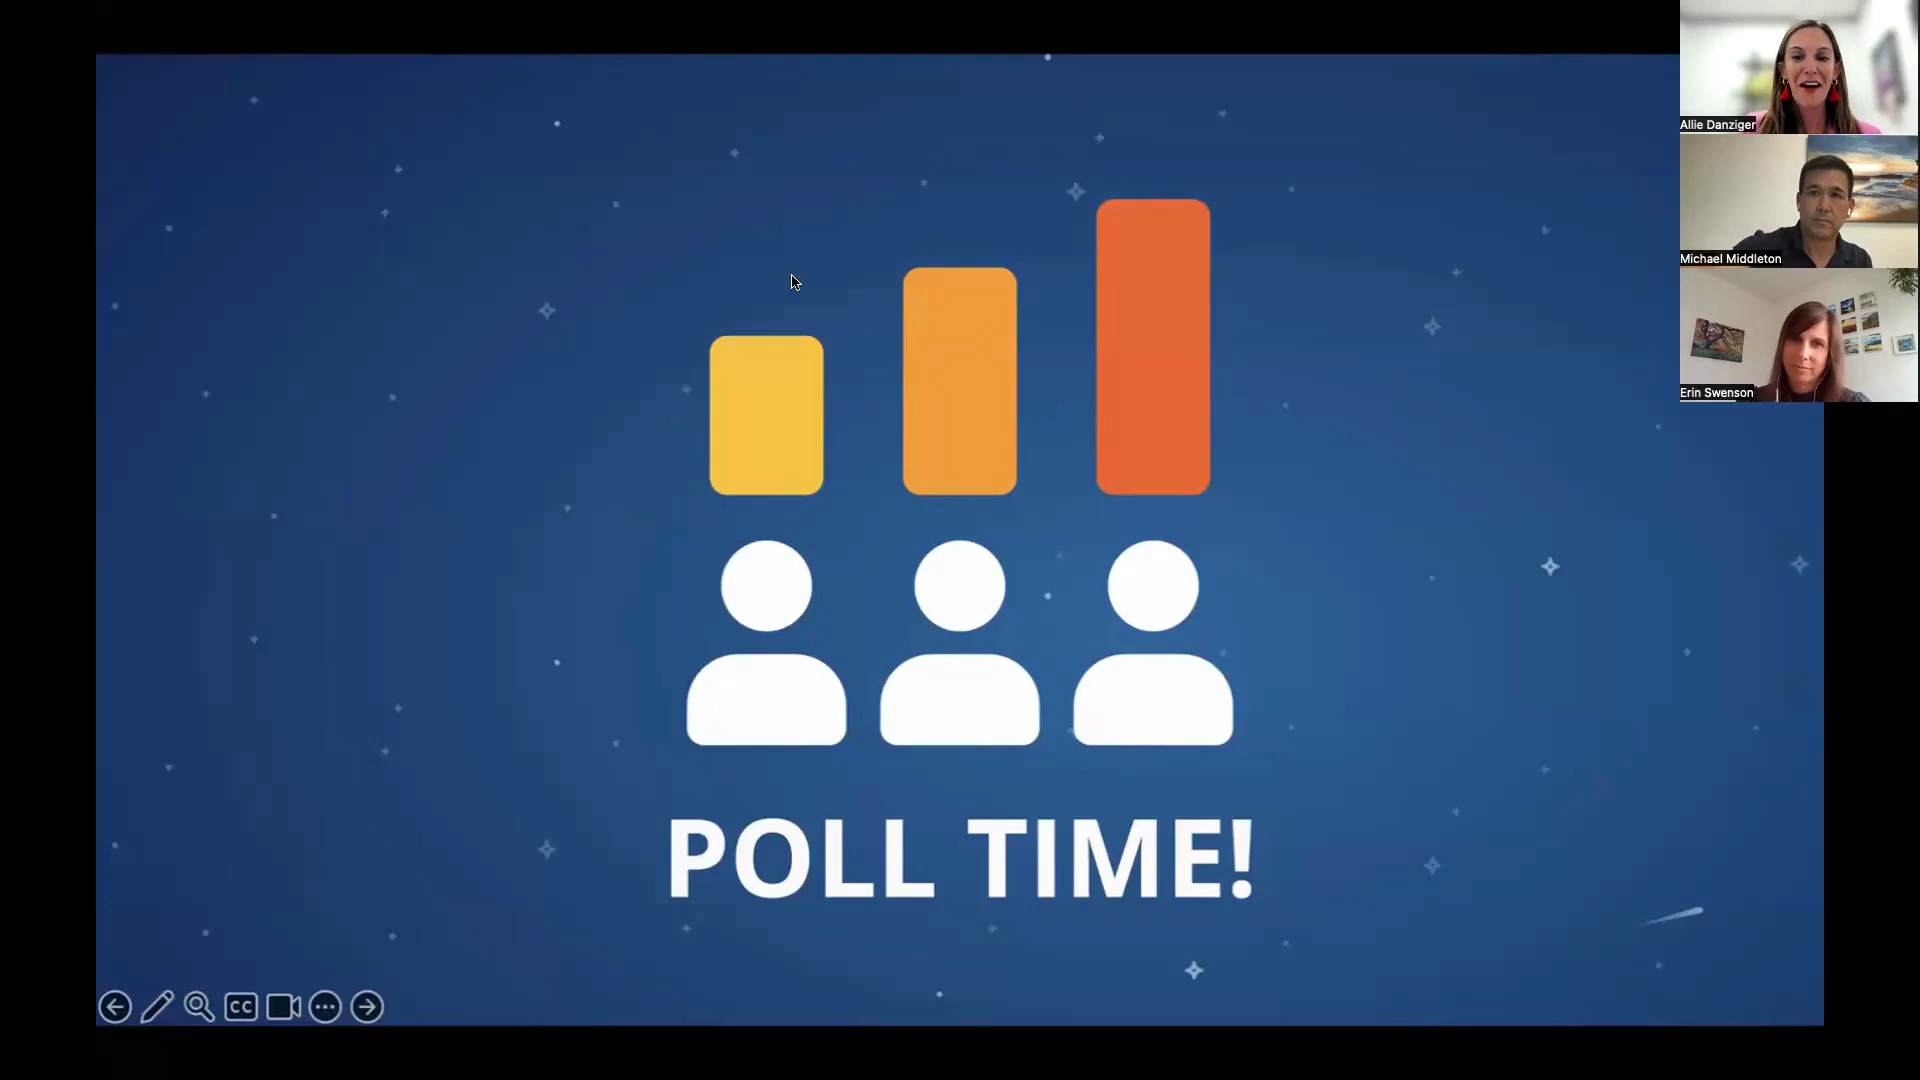 Allie Danziger
Michael Middleton
Erin Swenson
POLL TIME!
CC